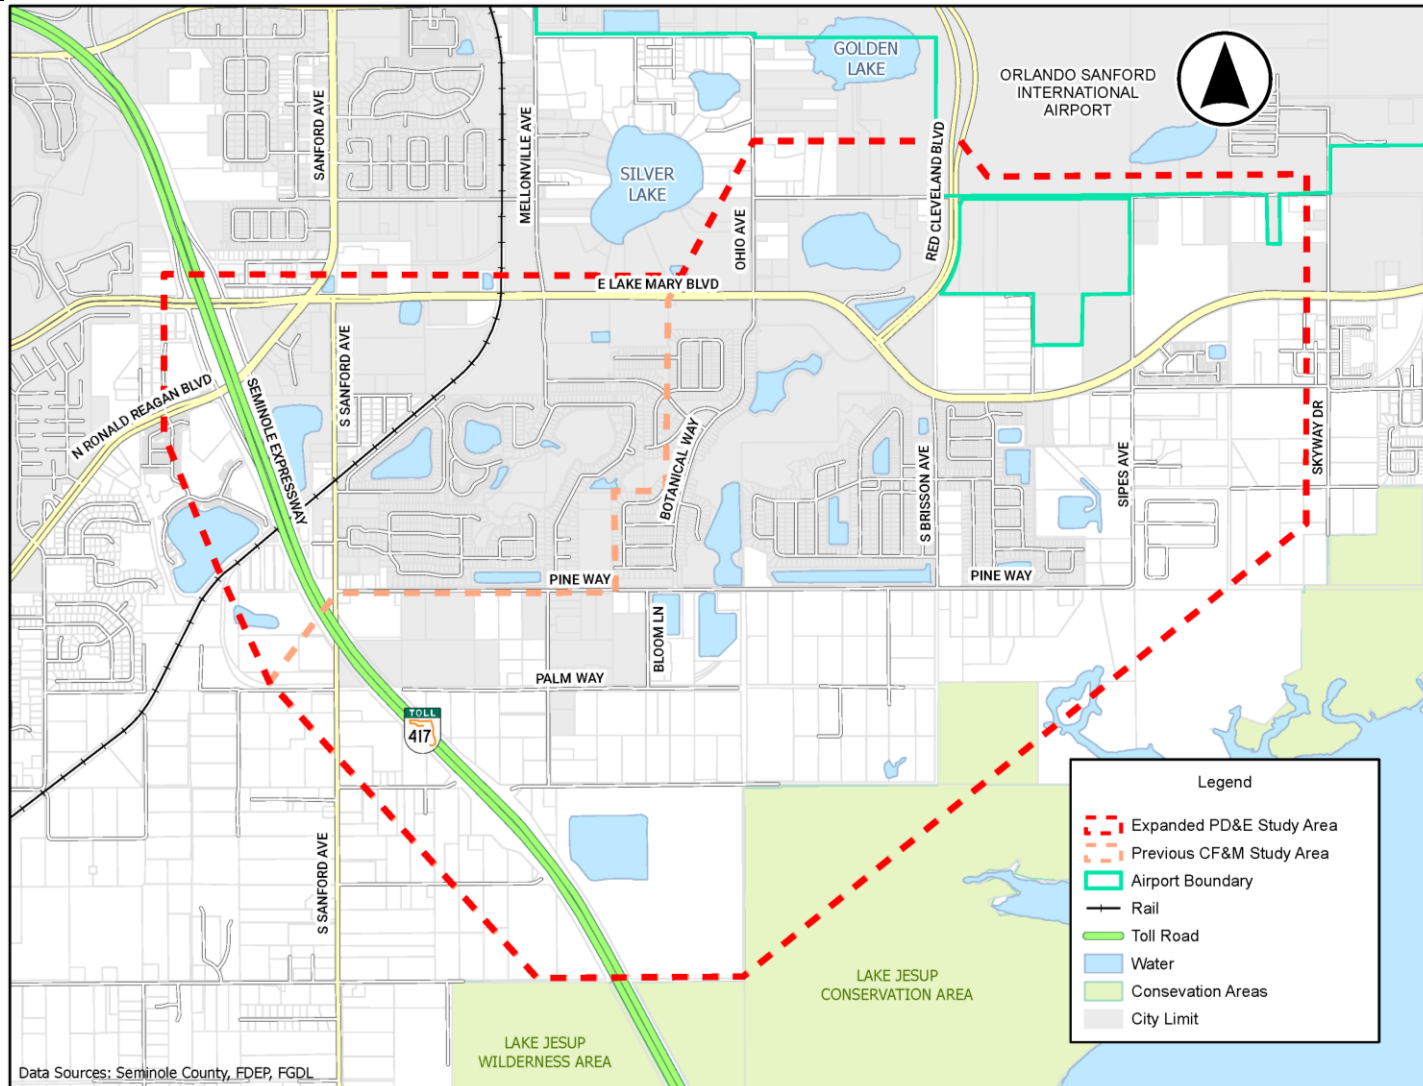 GOLDEN
LAKE
ORLANDO SANFORD
INTERNATIONAL
AIRPORT
SANFORD AVE
MELLONVILLE AVE
SILVER
LAKE
OHIO AVE
RED CLEVELAND BLVD
E LAKE MARY BLVD
N RONALD REAGAN BLVD
SEMINOLE EXPRESSWAY
S SANFORD AVE
BOTANICAL WAY
S BRISSON AVE
SIPES AVE
SKYWAY DR
PINE WAY
PINE WAY
BLOOM LN
PALM WAY
TOLL
417
S SANFORD AVE
LAKE JESUP
CONSERVATION AREA
LAKE JESUP
WILDERNESS AREA
Legend
Expanded PD&E Study Area
Previous CF&M Study Area
Airport Boundary
Rail
Toll Road
Water
Consevation Areas
City Limit
Data Sources: Seminole County, FDEP, FGDL